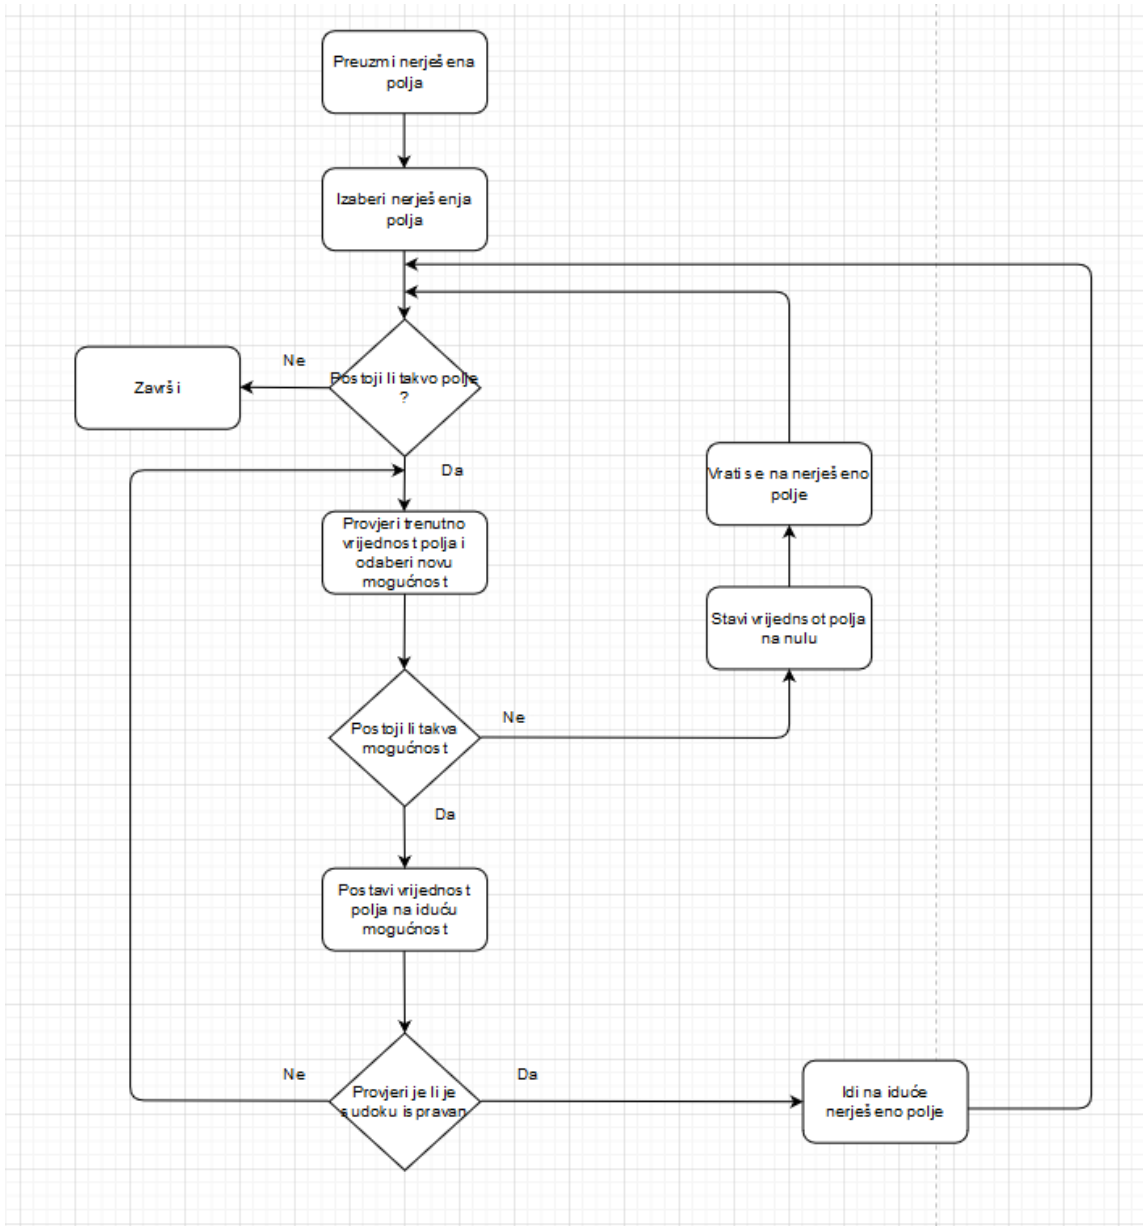 Preuzmi nerješena
polja
Izaberi nerješenja
polja
Ne
Postoji li takvo polje
?
Završi
Da
Vrati se na nerješeno
polje
Provjeri trenutno
vrijednost polja i
odaberi novu
mogućnost
Stavi vrijednsot polja
na nulu
Ne
Postoji li takva
mogućnost
Da
Postavi vrijednost
polja na iduću
mogućnost
Ne
Da
Provjeri je li je
sudoku ispravan
Idi na iduće
nerješeno polje